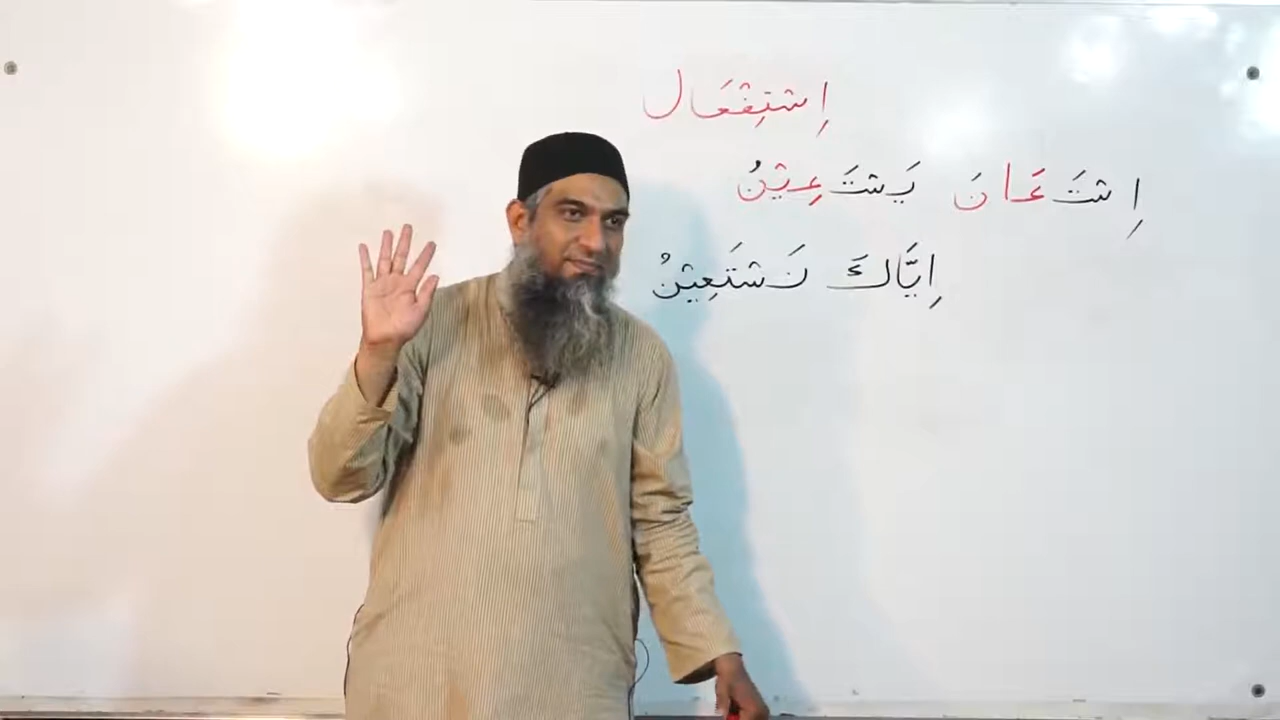 اِسْتِفْعَال
اِسْتَعَانَ يَسْتَعِيْنُ
اِيَّاكَ نَسْتَعِيْنُ